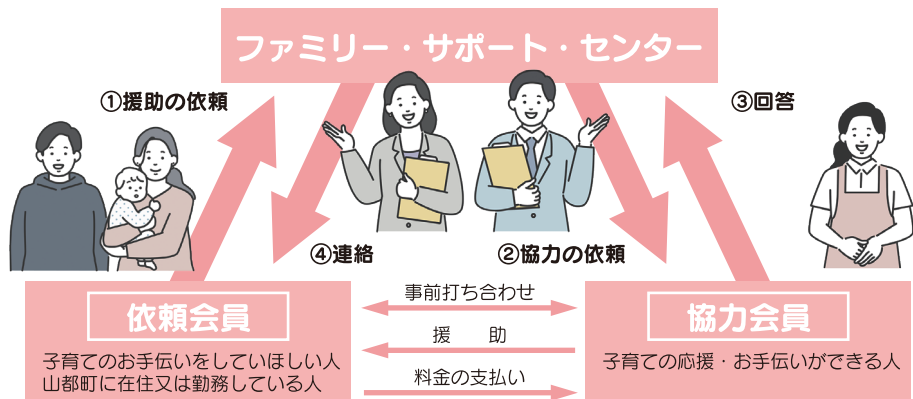 ファミリー・サポート・センター
①援助の依頼
③回答
④連絡
②協力の依頼
依頼会員
子育てのお手伝いをしていほしい人
山都町に在住又は勤務している人
事前打ち合わせ
援　助
料金の支払い
協力会員
子育ての応援・お手伝いができる人